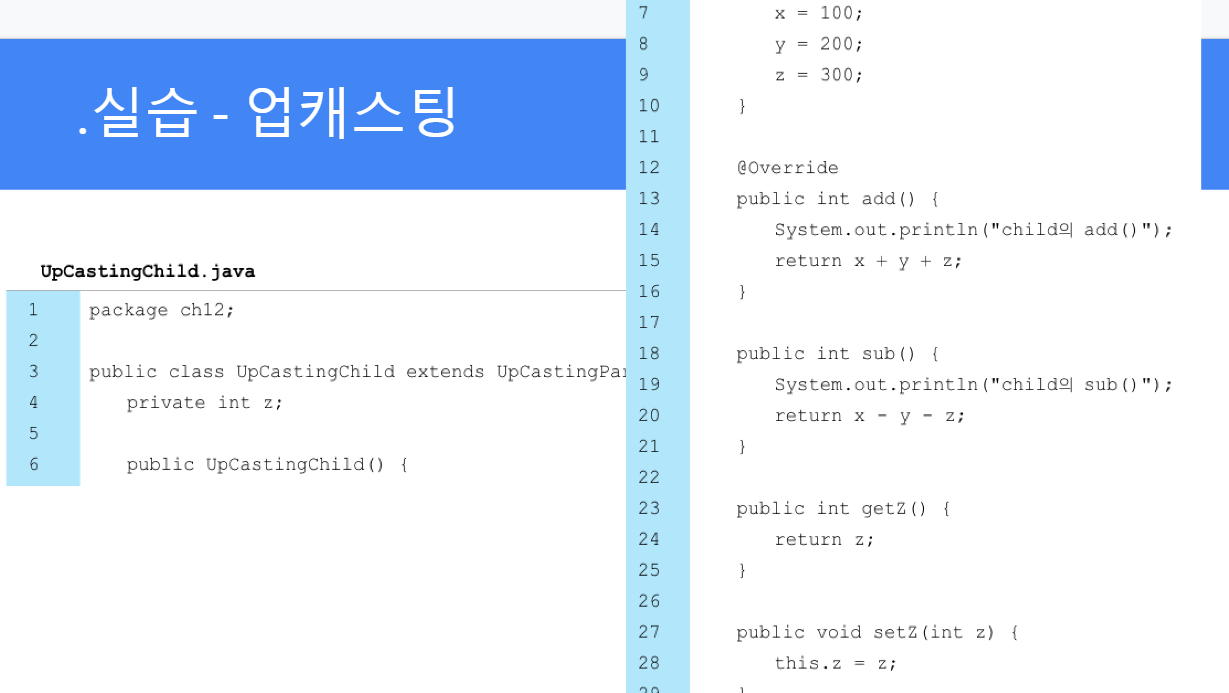 .실습 - 업캐스팅
UpCastingChild.java
1 package ch12;
2
3 public class UpCastingChild extends
4 private int z;
5
6 public UpCastingChild() {
7 x = 100;
8 y = 200;
9 z = 300;
10 }
11
12 @Override
13 public int add() {
14 System.out.println("child의 add()");
15 return x + y + z;
16 }
17
18 public int sub() {
19 System.out.println("child의 sub()");
20 return x - y - z;
21 }
22
23 public int getZ() {
24 return z;
25 }
26
27 public void setZ(int z) {
28 this.z = z;